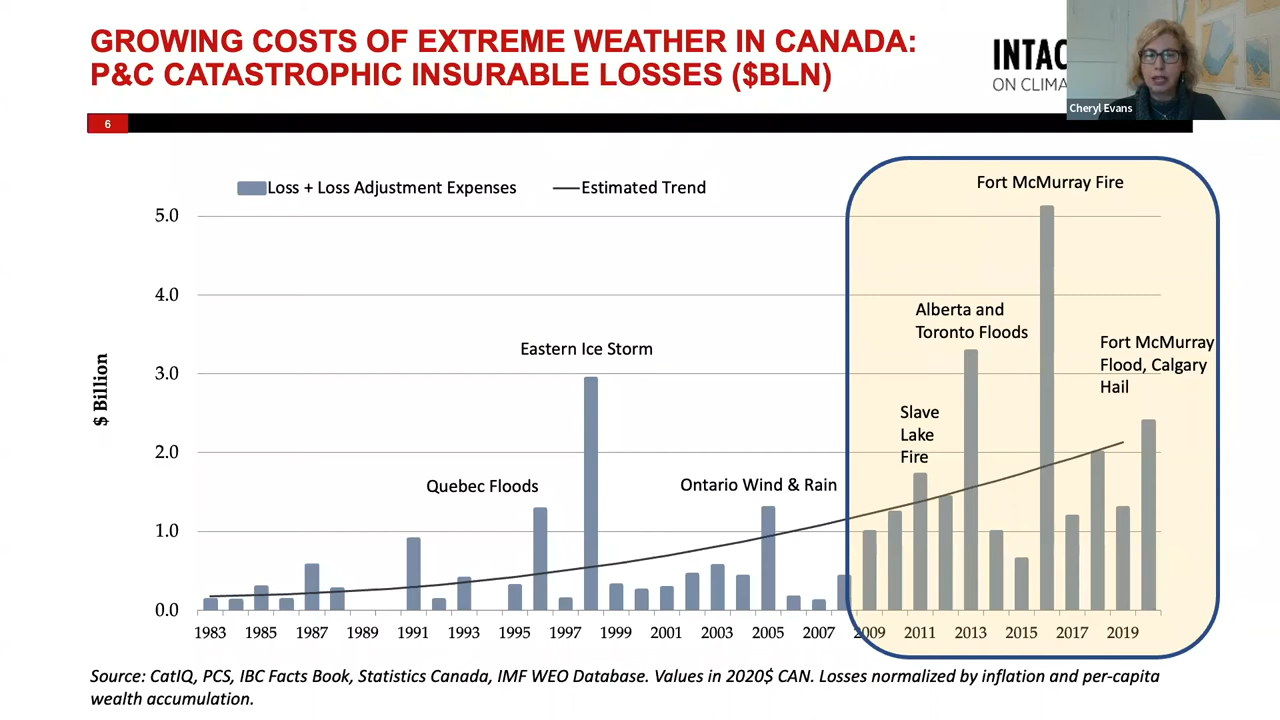 GROWING COSTS OF EXTREME WEATHER IN CANADA:
P&C CATASTROPHIC INSURABLE LOSSES ($BLN)
INTAC
ON CLIMA
Cheryl Evans
6
Loss + Loss Adjustment Expenses
Estimated Trend
Fort McMurray Fire
5.0
4.0
Alberta and
Toronto Floods
Eastern Ice Storm
Fort McMurray
Flood, Calgary
Hail
3.0
$ Billion
Slave
Lake
Fire
2.0
Quebec Floods
Ontario Wind & Rain
1.0
0.0
1983 1985 1987 1989 1991 1993 1995 1997 1999 2001 2003 2005 2007 2009 2011 2013 2015 2017 2019
Source: CatIQ, PCS, IBC Facts Book, Statistics Canada, IMF WEO Database. Values in 2020$ CAN. Losses normalized by inflation and per-capita
wealth accumulation.